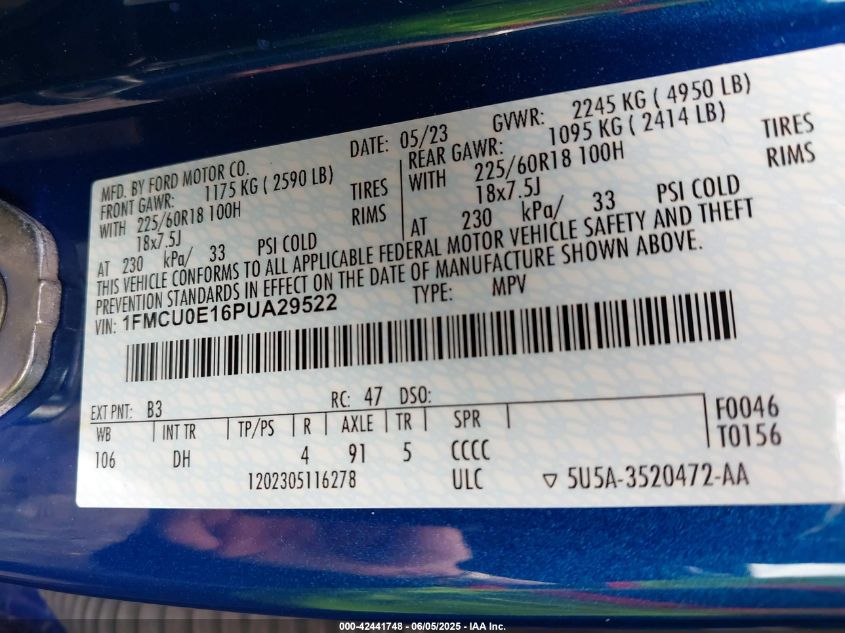 DATE: 05/23 GVWR: 2245 KG ( 4950 LB)
MFD. BY FORD MOTOR CO.
FRONT GAWR: 1175 KG ( 2590 LB)
WITH 225/60R18 100H TIRES
18x7.5J RIMS
AT 230 kPa/ 33 PSI COLD
REAR GAWR: 1095 KG ( 2414 LB)
WITH 225/60R18 100H TIRES
18x7.5J RIMS
AT 230 kPa/ 33 PSI COLD
THIS VEHICLE CONFORMS TO ALL APPLICABLE FEDERAL MOTOR VEHICLE SAFETY AND THEFT
PREVENTION STANDARDS IN EFFECT ON THE DATE OF MANUFACTURE SHOWN ABOVE.
VIN: 1FMCU0E16PUA29522 TYPE: MPV
EXT PNT: B3 RC: 47 DSO:
WB INT TR TP/PS R AXLE TR SPR
106 DH 4 91 5 CCCC
F0046
T0156
1202305116278 ULC ▽ 5U5A-3520472-AA
000-42441748 - 06/05/2025 - IAA Inc.